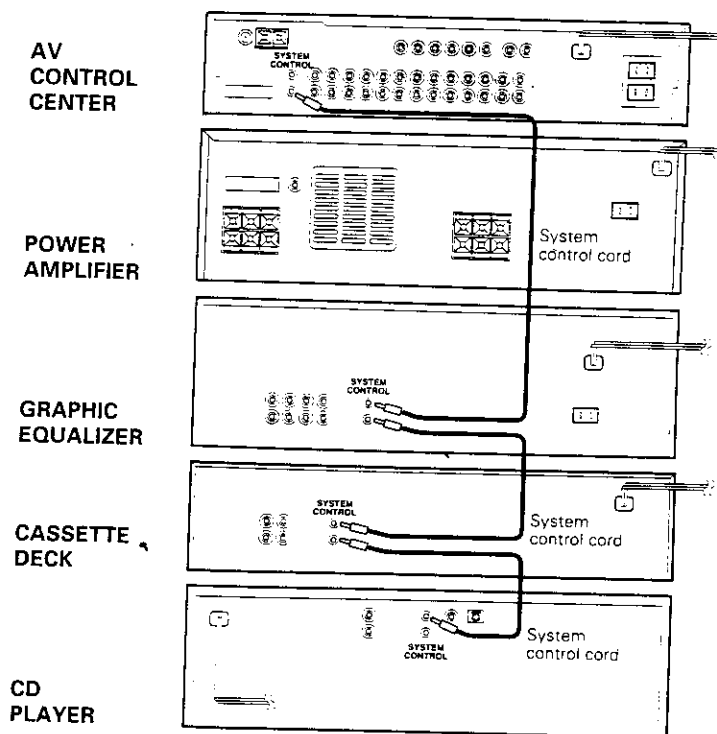 AV
CONTROL
CENTER
SYSTEM
CONTROL
POWER
AMPLIFIER
System
control cord
GRAPHIC
EQUALIZER
SYSTEM
CONTROL
CASSETTE
DECK
SYSTEM
CONTROL
System
control cord
CD
PLAYER
SYSTEM
CONTROL
System
control cord